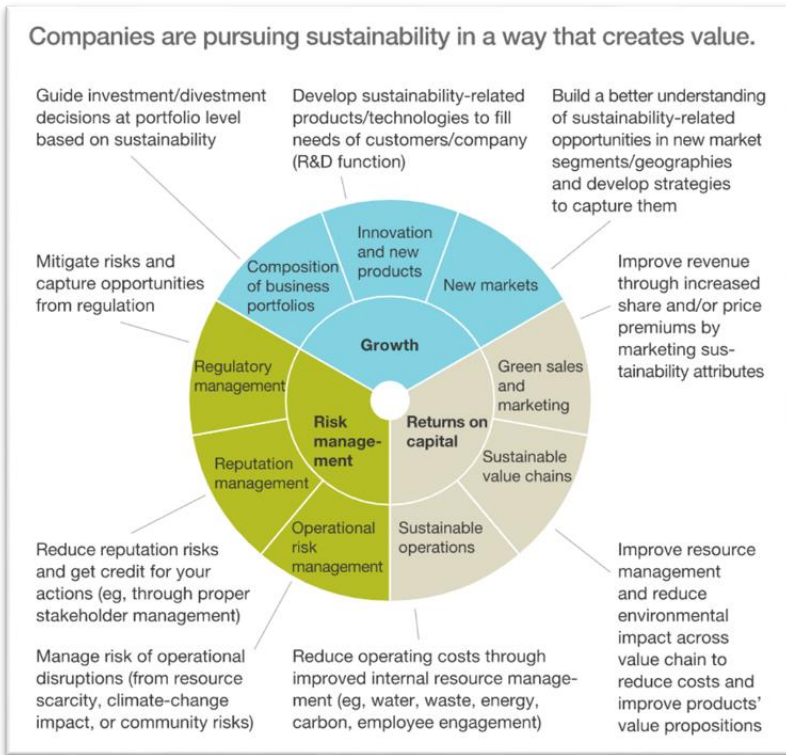 Companies are pursuing sustainability in a way that creates value.
Guide investment/divestment
decisions at portfolio level
based on sustainability
Develop sustainability-related
products/technologies to fill
needs of customers/company
(R&D function)
Build a better understanding
of sustainability-related
opportunities in new market
segments/geographies
and develop strategies
to capture them
Mitigate risks and
capture opportunities
from regulation
Improve revenue
through increased
share and/or price
premiums by
marketing sus-
tainability attributes
Composition
of business
portfolios
Innovation
and new
products
New markets
Growth
Regulatory
management
Risk
manage-
ment
Returns on
capital
Green sales
and
marketing
Reputation
management
Sustainable
value chains
Operational
risk
management
Sustainable
operations
Reduce reputation risks
and get credit for your
actions (eg, through proper
stakeholder management)
Manage risk of operational
disruptions (from resource
scarcity, climate-change
impact, or community risks)
Reduce operating costs through
improved internal resource manage-
ment (eg, water, waste, energy,
carbon, employee engagement)
Improve resource
management
and reduce
environmental
impact across
value chain to
reduce costs and
improve products’
value propositions